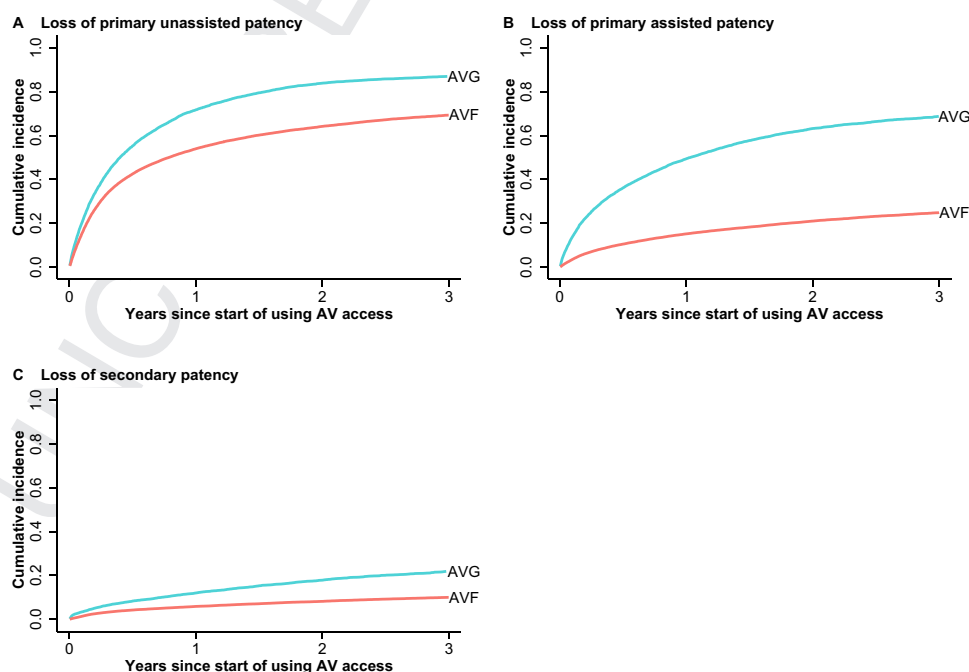 A Loss of primary unassisted patency
Cumulative incidence
1.0
0.8
0.6
0.4
0.2
0.0
AVG
AVF
0 1 2 3
Years since start of using AV access
B Loss of primary assisted patency
Cumulative incidence
1.0
0.8
0.6
0.4
0.2
0.0
AVG
AVF
0 1 2 3
Years since start of using AV access
C Loss of secondary patency
Cumulative incidence
1.0
0.8
0.6
0.4
0.2
0.0
AVG
AVF
0 1 2 3
Years since start of using AV access